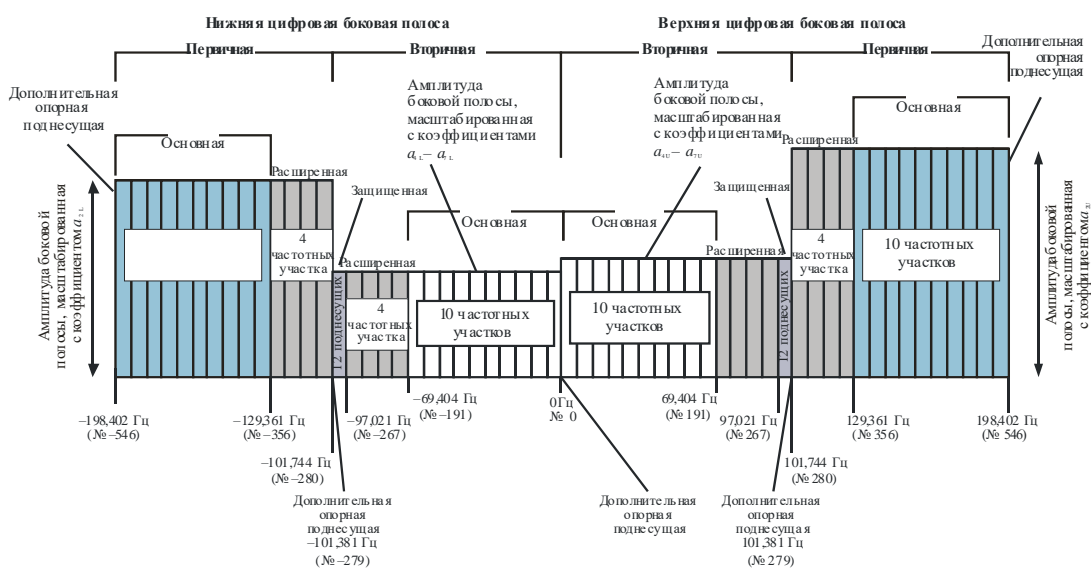 Нижняя цифровая боковая полоса
Верхняя цифровая боковая полоса
Первичная
Вторичная
Вторичная
Первичная
Дополнительная
опорная
поднесущая
Основная
Расширенная
Амплитуда
боковой полосы,
масштабированная
с коэффициентами
Защищенная
Основная
Амплитуда
боковой полосы,
масштабированная
с коэффициентами
a4U – a7U
Основная
Защищенная
Расширенная
Расширенная
Основная
Дополнительная
опорная
поднесущая
Амплитуда боковой
полосы, масштабированная
с коэффициентом a2L
4
частотных
участка
12 поднесущих
Расширенная
4
частотных
участка
10 частотных
участков
10 частотных
участков
12 поднесущих
4
частотных
участка
10 частотных
участков
Амплитуда боковой
полосы, масштабированная
с коэффициентом a2U
–198,402 Гц
(№ –546)
–129,361 Гц
(№ –356)
–101,744 Гц
(№ –280)
–97,021 Гц
(№ –267)
–69,404 Гц
(№ –191)
0 Гц
№ 0
69,404 Гц
(№ 191)
97,021 Гц
(№ 267)
101,744 Гц
(№ 280)
129,361 Гц
(№ 356)
198,402 Гц
(№ 546)
Дополнительная
опорная
поднесущая
–101,381 Гц
(№ –279)
Дополнительная
опорная
поднесущая
Дополнительная
опорная
поднесущая
101,381 Гц
(№ 279)